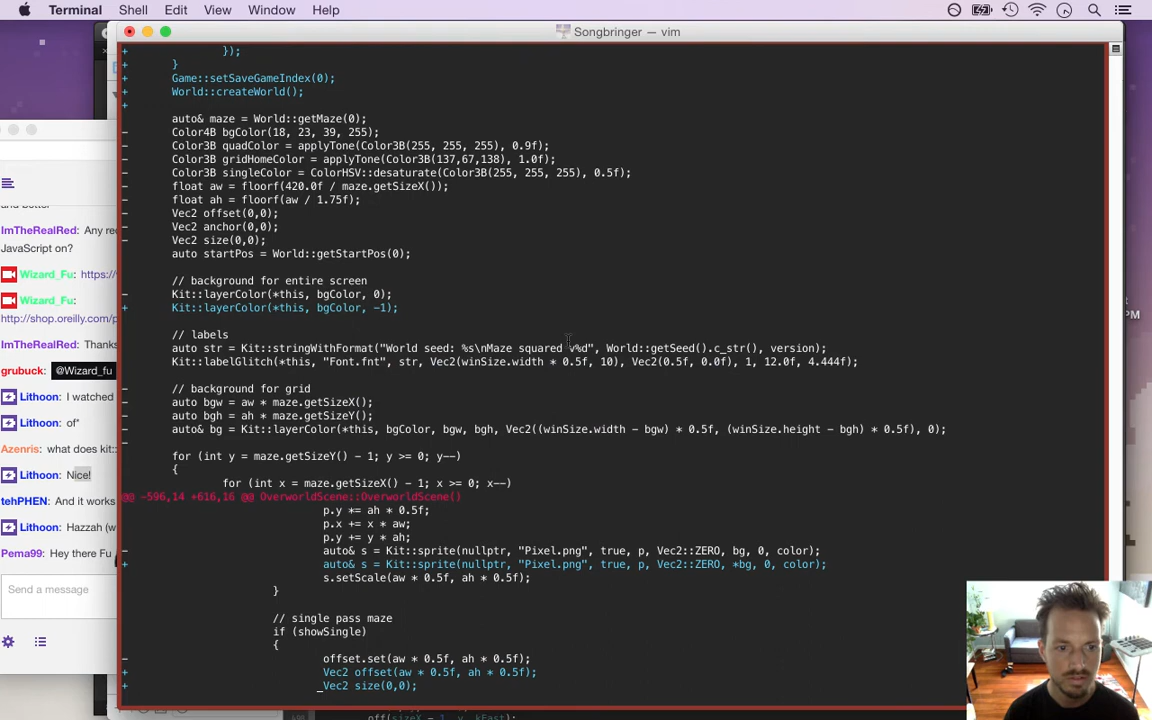 Terminal Shell Edit View Window Help
Songbringer — vim
+ });
+ }
+ Game::setSaveGameIndex(0);
+ World::createWorld();
+
auto& maze = World::getMaze(0);
- Color4B bgColor(18, 23, 39, 255);
- Color3B quadColor = applyTone(Color3B(255, 255, 255), 0.9f);
- Color3B gridHomeColor = applyTone(Color3B(137,67,138), 1.0f);
- Color3B singleColor = ColorHSV::desaturate(Color3B(255, 255, 255), 0.5f);
- float aw = floorf(420.0f / maze.getSizeX());
- float ah = floorf(aw / 1.75f);
- Vec2 offset(0,0);
- Vec2 anchor(0,0);
- Vec2 size(0,0);
auto startPos = World::getStartPos(0);
// background for entire screen
- Kit::layerColor(*this, bgColor, 0);
+ Kit::layerColor(*this, bgColor, -1);
// labels
auto str = Kit::stringWithFormat("World seed: %s\nMaze squared v%d", World::getSeed().c_str(), version);
Kit::labelGlitch(*this, "Font.fnt", str, Vec2(winSize.width * 0.5f, 10), Vec2(0.5f, 0.0f), 1, 12.0f, 4.444f);
- // background for grid
- auto bgw = aw * maze.getSizeX();
- auto bgh = ah * maze.getSizeY();
- auto& bg = Kit::layerColor(*this, bgColor, bgw, bgh, Vec2((winSize.width - bgw) * 0.5f, (winSize.height - bgh) * 0.5f), 0);
-
for (int y = maze.getSizeY() - 1; y >= 0; y--)
{
for (int x = maze.getSizeX() - 1; x >= 0; x--)
@@ -596,14 +616,16 @@ OverworldScene::OverworldScene()
p.y *= ah * 0.5f;
p.x += x * aw;
p.y += y * ah;
- auto& s = Kit::sprite(nullptr, "Pixel.png", true, p, Vec2::ZERO, bg, 0, color);
+ auto& s = Kit::sprite(nullptr, "Pixel.png", true, p, Vec2::ZERO, *bg, 0, color);
s.setScale(aw * 0.5f, ah * 0.5f);
}
// single pass maze
if (showSingle)
{
- offset.set(aw * 0.5f, ah * 0.5f);
+ Vec2 offset(aw * 0.5f, ah * 0.5f);
+ Vec2 size(0,0);
and better
ImTheRealRed: Any rec
JavaScript on?
Wizard_Fu: https://
Wizard_Fu:
http://shop.oreilly.com/p
ImTheRealRed: Thanks
grubuck: @Wizard_fu
Lithoon: I watched
Lithoon: of*
Azenris: what does kit::
Lithoon: Nice!
tehPHEN: And it works
Lithoon: Hazzah (w
Pema99: Hey there Fu
Send a message
PM